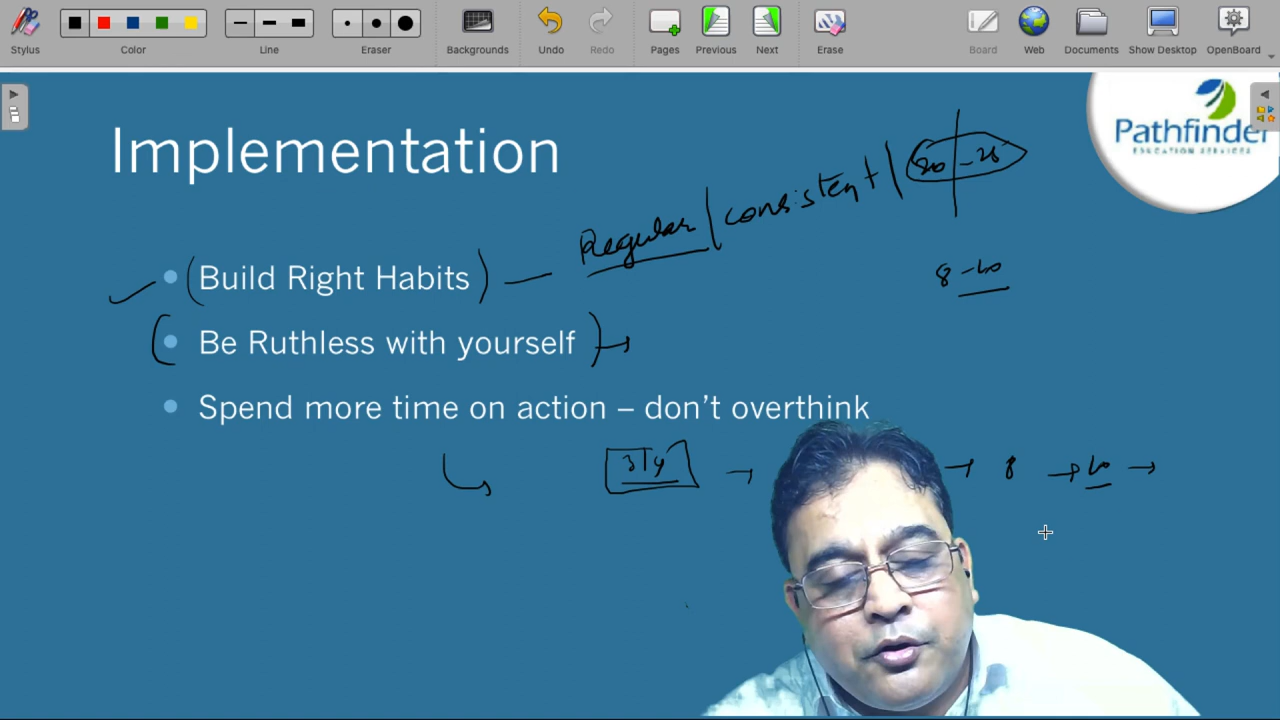 Stylus
Color
Line
Eraser
Backgrounds
Undo
Redo
Pages
Previous
Next
Erase
Board
Web
Documents
Show Desktop
OpenBoard
Pathfinder
EDUCATION SERVICES
Implementation
Regular | consistent |
• (Build Right Habits)
8-10
• Be Ruthless with yourself
• Spend more time on action – don't overthink
3/4
8
10